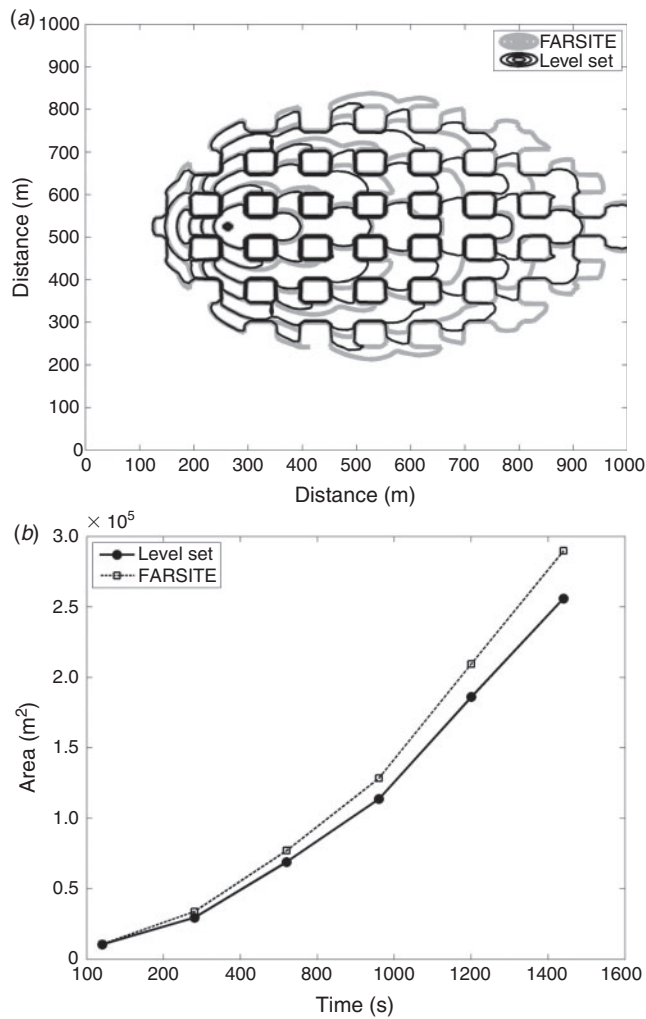 (a)
1000
900
800
700
600
500
400
300
200
100
0
Distance (m)
FARSITE
Level set
0 100 200 300 400 500 600 700 800 900 1000
Distance (m)
(b)
× 10⁵
3.0
2.5
2.0
1.5
1.0
0.5
0
Area (m²)
Level set
FARSITE
100 200 400 800 1000 1200 1400 1600
Time (s)